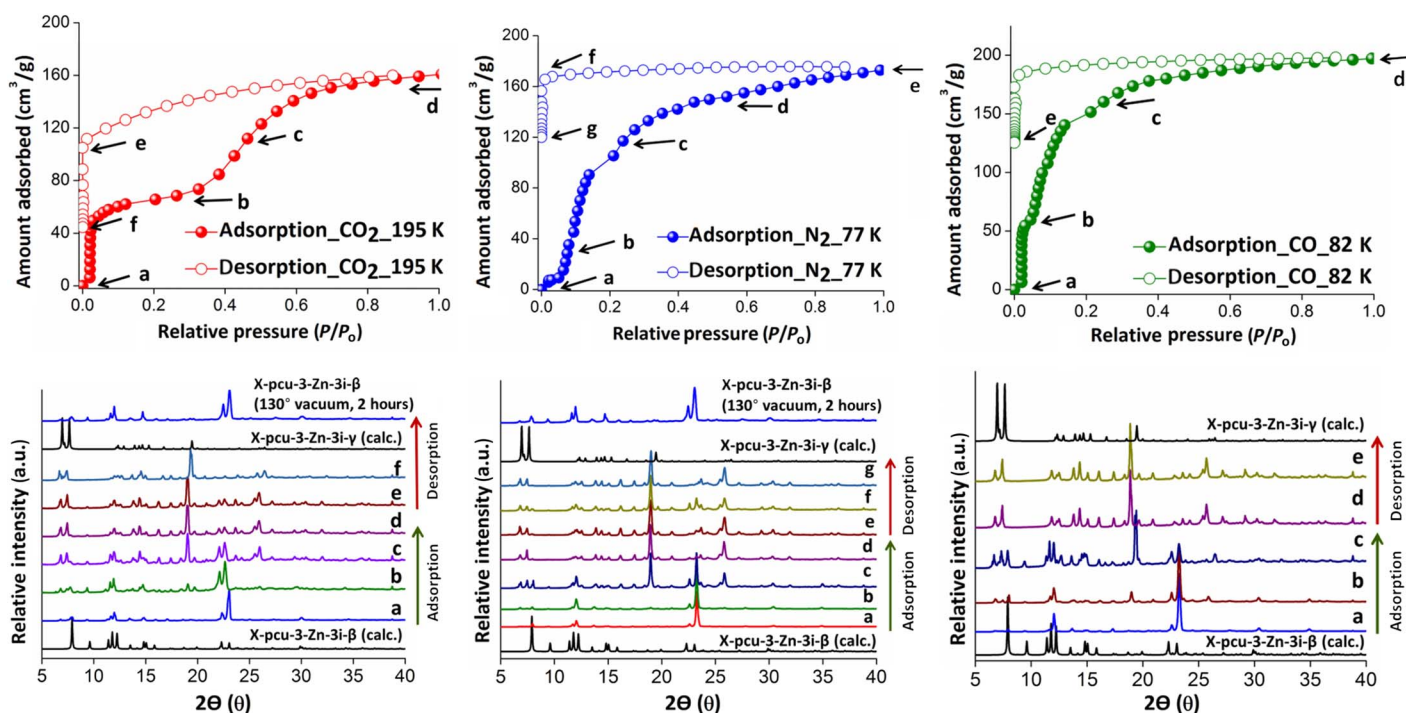 Amount adsorbed (cm³/g)
200
160
120
80
40
0
a
b
c
d
e
f
Adsorption_CO₂_195 K
Desorption_CO₂_195 K
0.0 0.2 0.4 0.6 0.8 1.0
Relative pressure (P/Pₒ)
Amount adsorbed (cm³/g)
200
160
120
80
40
0
a
b
c
d
e
f
g
Adsorption_N₂_77 K
Desorption_N₂_77 K
0.0 0.2 0.4 0.6 0.8 1.0
Relative pressure (P/Pₒ)
Amount adsorbed (cm³/g)
200
150
100
50
0
a
b
c
d
e
Adsorption_CO_82 K
Desorption_CO_82 K
0.0 0.2 0.4 0.6 0.8 1.0
Relative pressure (P/Pₒ)
Relative intensity (a.u.)
X-pcu-3-Zn-3i-β
(130° vacuum, 2 hours)
X-pcu-3-Zn-3i-γ (calc.)
f
e
d
c
b
a
X-pcu-3-Zn-3i-β (calc.)
Desorption
Adsorption
5 10 15 20 25 30 35 40
2Θ (θ)
Relative intensity (a.u.)
X-pcu-3-Zn-3i-β
(130° vacuum, 2 hours)
X-pcu-3-Zn-3i-γ (calc.)
g
f
e
d
c
b
a
X-pcu-3-Zn-3i-β (calc.)
Desorption
Adsorption
5 10 15 20 25 30 35 40
2Θ (θ)
Relative intensity (a.u.)
X-pcu-3-Zn-3i-γ (calc.)
e
d
c
b
a
X-pcu-3-Zn-3i-β (calc.)
Desorption
Adsorption
5 10 15 20 25 30 35 40
2Θ (θ)